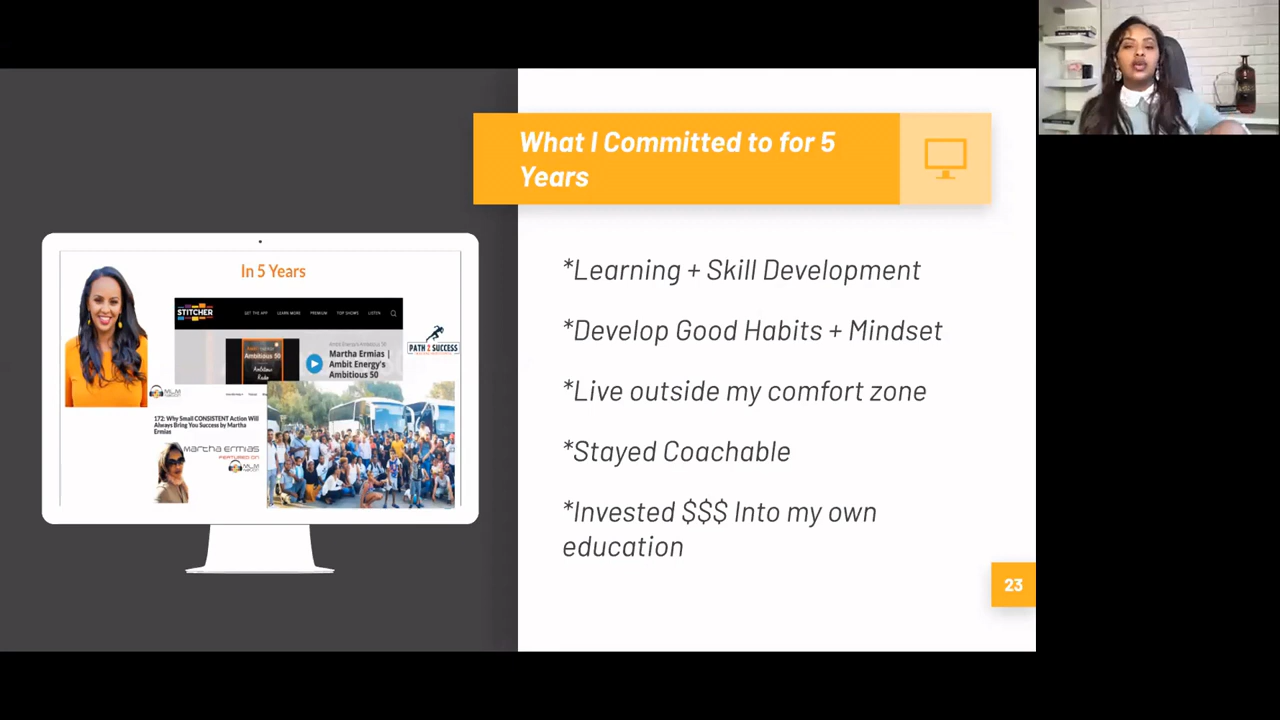 What I Committed to for 5
Years
*Learning + Skill Development
*Develop Good Habits + Mindset
*Live outside my comfort zone
*Stayed Coachable
*Invested $$$ Into my own
education
23
In 5 Years
STITCHER
GET THE APP LEARN MORE PREMIUM TOP SHOWS LISTEN
Ambitious 50
Martha Ermias |
Ambit Energy's
Ambitious 50
PATH 2 SUCCESS
172: Why Small CONSISTENT Action Will
Always Bring You Success by Martha
Ermias
MARTHA ERMIAS
FEATURED ON